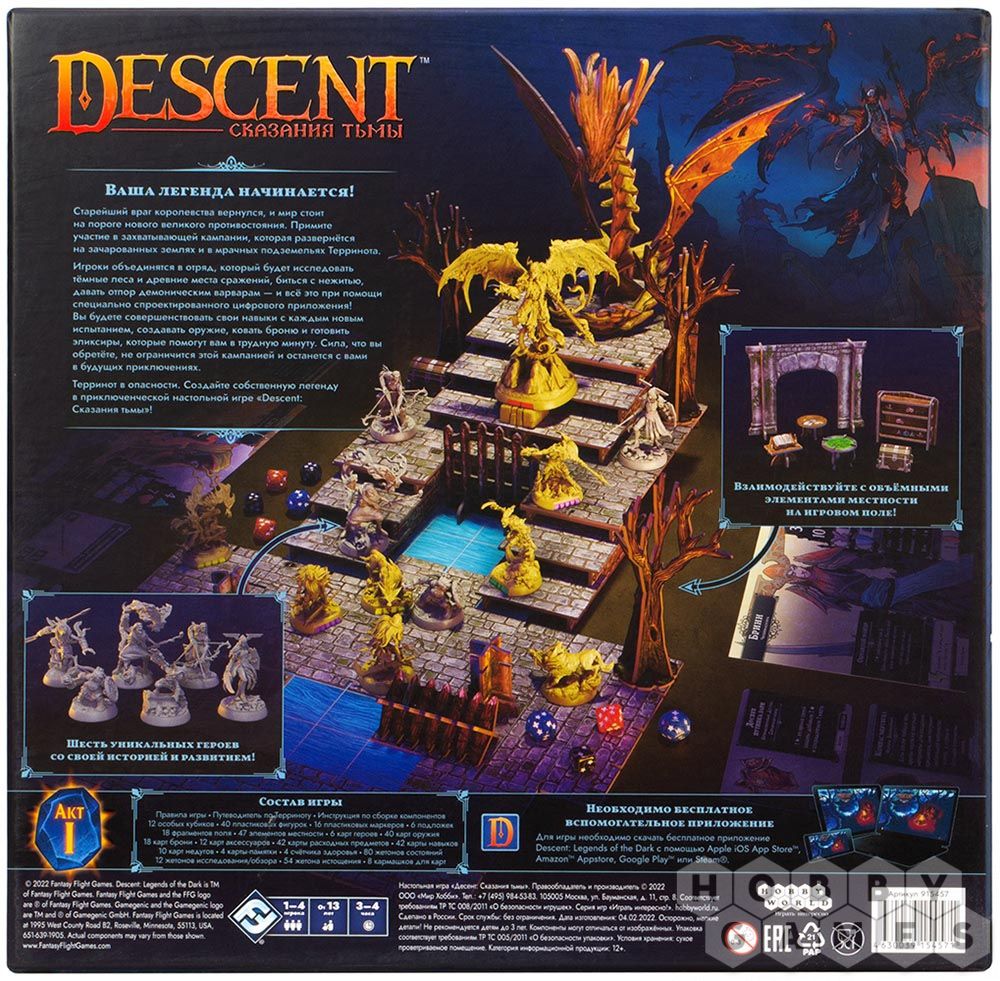 DESCENT™
СКАЗАНИЯ ТЬМЫ
ВАША ЛЕГЕНДА НАЧИНАЕТСЯ!
Старейший враг королевства вернулся, и мир стоит
на пороге нового великого противостояния. Примите
участие в захватывающей кампании, которая развернётся
на зачарованных землях и в мрачных подземельях Терринота.
Игроки объединятся в отряд, который будет исследовать
тёмные леса и древние места сражений, биться с нежитью,
давать отпор демоническим варварам — и всё это при помощи
специально спроектированного цифрового приложения!
Вы будете совершенствовать свои навыки с каждым новым
испытанием, создавать оружие, ковать броню и готовить
эликсиры, которые помогут вам в трудную минуту. Сила, что вы
обретёте, не ограничится этой кампанией и останется с вами
в будущих приключениях.
Терринот в опасности. Создайте собственную легенду
в приключенческой настольной игре «Descent:
Сказания тьмы»!
ВЗАИМОДЕЙСТВУЙТЕ С ОБЪЁМНЫМИ
ЭЛЕМЕНТАМИ МЕСТНОСТИ
НА ИГРОВОМ ПОЛЕ!
БРИНН
ШЕСТЬ УНИКАЛЬНЫХ ГЕРОЕВ
СО СВОЕЙ ИСТОРИЕЙ И РАЗВИТИЕМ!
АКТ
I
СОСТАВ ИГРЫ
Правила игры • Путеводитель по Терриноту • Инструкция по сборке компонентов
12 особых кубиков • 40 пластиковых фигурок • 16 пластиковых маркеров • 6 подложек
18 фрагментов поля • 47 элементов местности • 6 карт героев • 40 карт оружия
18 карт брони • 12 карт аксессуаров • 42 карты расходных предметов • 42 карты навыков
10 карт недугов • 4 карты-памятки • 4 счётчика здоровья • 80 жетонов состояний
12 жетонов исследования/обзора • 54 жетона истощения • 8 кармашков для карт
D
НЕОБХОДИМО БЕСПЛАТНОЕ
ВСПОМОГАТЕЛЬНОЕ ПРИЛОЖЕНИЕ
Для игры необходимо скачать бесплатное приложение
Descent: Legends of the Dark с помощью Apple iOS App Store™,
Amazon™ Appstore, Google Play™ или Steam®.
© 2022 Fantasy Flight Games. Descent: Legends of the Dark is TM
of Fantasy Flight Games. Fantasy Flight Games and the FFG logo
are ® of Fantasy Flight Games. Gamegenic and the Gamegenic logo
are TM and ® of Gamegenic GmbH. Fantasy Flight Games is located
at 1995 West County Road B2, Roseville, Minnesota, 55113, USA,
651-639-1905. Actual components may vary from those shown.
www.FantasyFlightGames.com
1–4
игрока
от 13
лет
3–4
часа
Настольная игра «Десент: Сказания тьмы». Правообладатель и производитель © 2022
ООО «Мир Хобби». +7 (495) 984-5383. 105005 Москва, ул. Бауманская, д. 11, стр. 8. Соответствует
требованиям ТР ТС 008/2011 «О безопасности игрушек». Серия игр «Играть интересно!». hobbyworld.ru.
Сделано в России. Срок службы: без ограничения. Дата изготовления: 04.02.2022. Осторожно, мелкие
детали! Не рекомендуется детям до 3 лет. Компоненты могут отличаться от изображённых. Упаковка
соответствует требованиям ТР ТС 005/2011 «О безопасности упаковки». Условия хранения: сухое
проветриваемое помещение. Категория информационной продукции: 12+.
HOBBY
WORLD
Играть интересно
Артикул 915457
EAC
21
PAP
4 630039 154571
HOBBY
GAMES